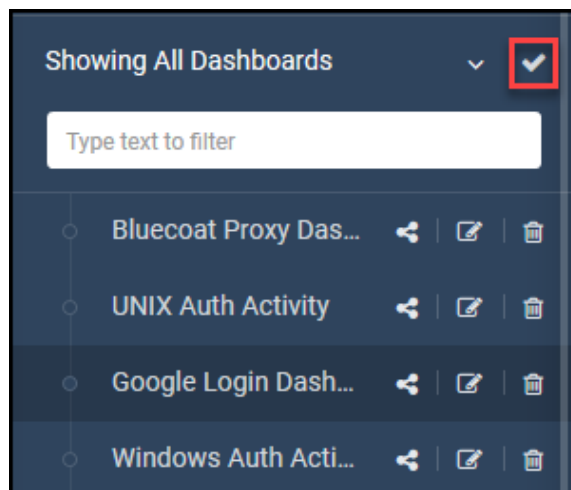 Showing All Dashboards
Type text to filter
Bluecoat Proxy Das...
UNIX Auth Activity
Google Login Dash...
Windows Auth Acti...